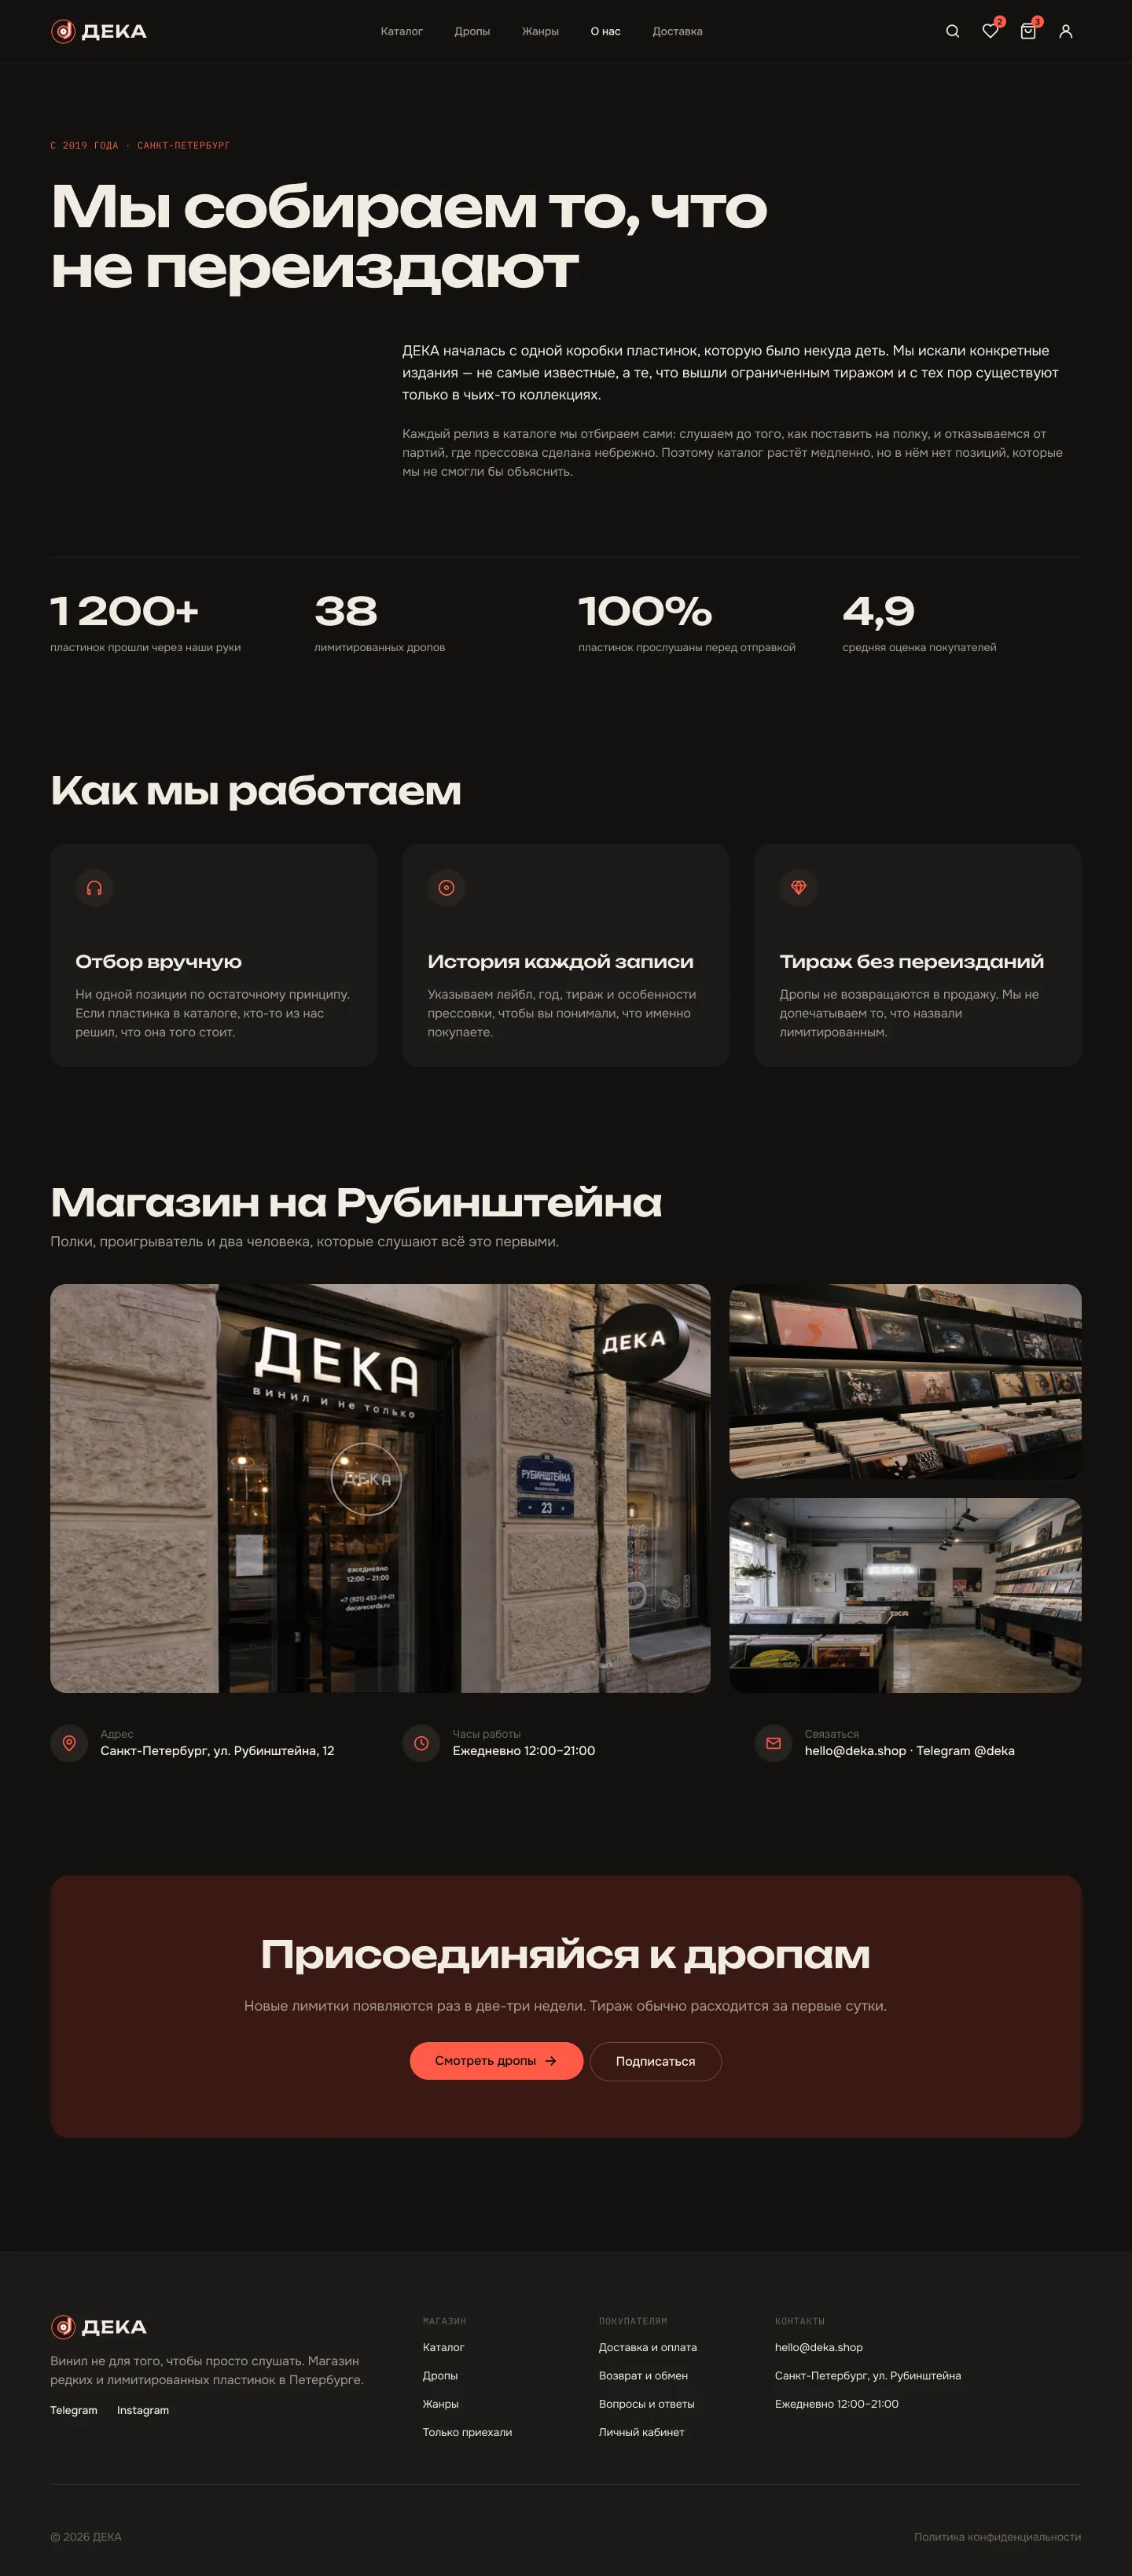 ДЕКА
Каталог Дропы Жанры О нас Доставка
2 3
С 2019 ГОДА · САНКТ-ПЕТЕРБУРГ
Мы собираем то, что
не переиздают
ДЕКА началась с одной коробки пластинок, которую было некуда деть. Мы искали конкретные
издания — не самые известные, а те, что вышли ограниченным тиражом и с тех пор существуют
только в чьих-то коллекциях.
Каждый релиз в каталоге мы отбираем сами: слушаем до того, как поставить на полку, и отказываемся от
партий, где прессовка сделана небрежно. Поэтому каталог растёт медленно, но в нём нет позиций, которые
мы не смогли бы объяснить.
1 200+ 38 100% 4,9
пластинок прошли через наши руки лимитированных дропов пластинок прослушаны перед отправкой средняя оценка покупателей
Как мы работаем
Отбор вручную
Ни одной позиции по остаточному принципу.
Если пластинка в каталоге, кто-то из нас
решил, что она того стоит.
История каждой записи
Указываем лейбл, год, тираж и особенности
прессовки, чтобы вы понимали, что именно
покупаете.
Тираж без переизданий
Дропы не возвращаются в продажу. Мы не
допечатываем то, что назвали
лимитированным.
Магазин на Рубинштейна
Полки, проигрыватель и два человека, которые слушают всё это первыми.
ДЕКА
винил и не только
ДЕКА
ДЕКА
РУБИНШТЕЙНА
23
ежедневно
12:00 – 21:00
HIP HOP
Адрес
Санкт-Петербург, ул. Рубинштейна, 12
Часы работы
Ежедневно 12:00–21:00
Связаться
hello@deka.shop · Telegram @deka
Присоединяйся к дропам
Новые лимитки появляются раз в две-три недели. Тираж обычно расходится за первые сутки.
Смотреть дропы → Подписаться
ДЕКА
Винил не для того, чтобы просто слушать. Магазин
редких и лимитированных пластинок в Петербурге.
Telegram Instagram
МАГАЗИН
Каталог
Дропы
Жанры
Только приехали
ПОКУПАТЕЛЯМ
Доставка и оплата
Возврат и обмен
Вопросы и ответы
Личный кабинет
КОНТАКТЫ
hello@deka.shop
Санкт-Петербург, ул. Рубинштейна
Ежедневно 12:00–21:00
© 2026 ДЕКА
Политика конфиденциальности